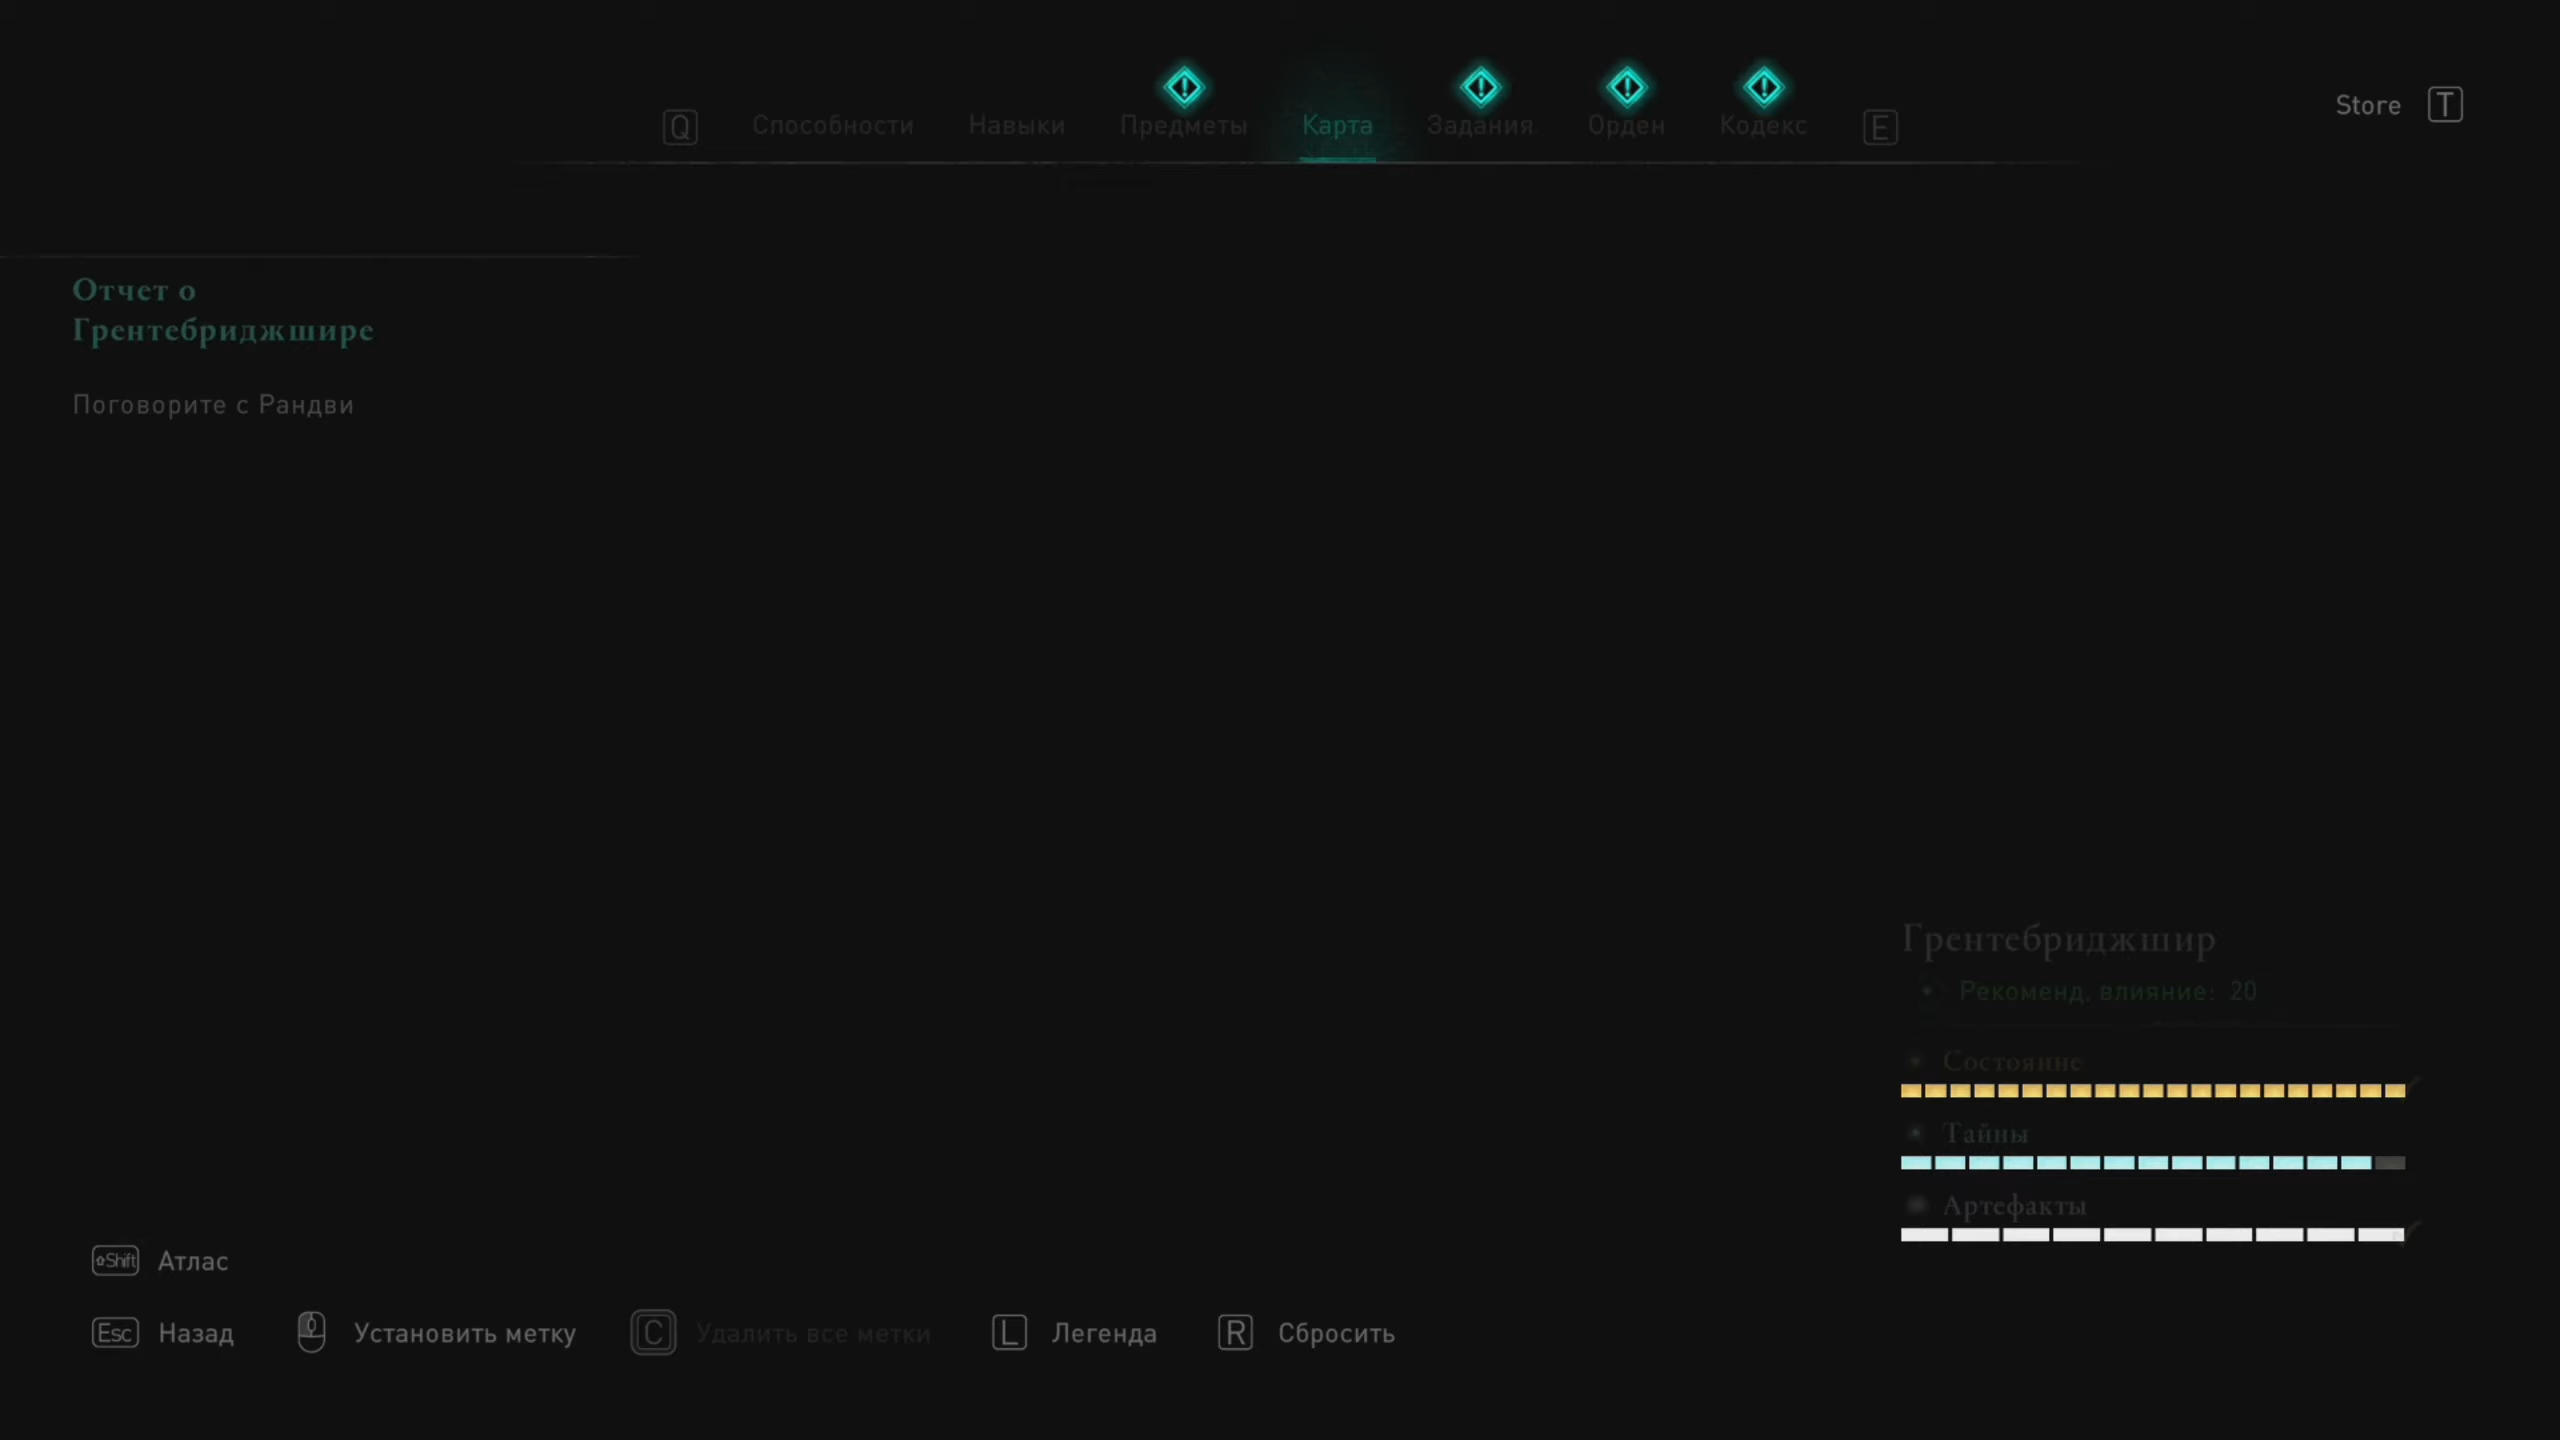 Q Способности Навыки Предметы Карта Задания Орден Кодекс E
Store T
Отчет о
Грентебриджшире
Поговорите с Рандви
Грентебриджшир
Рекоменд. влияние: 20
Состояние
Тайны
Артефакты
Shift Атлас
Esc Назад Установить метку C Удалить все метки L Легенда R Сбросить